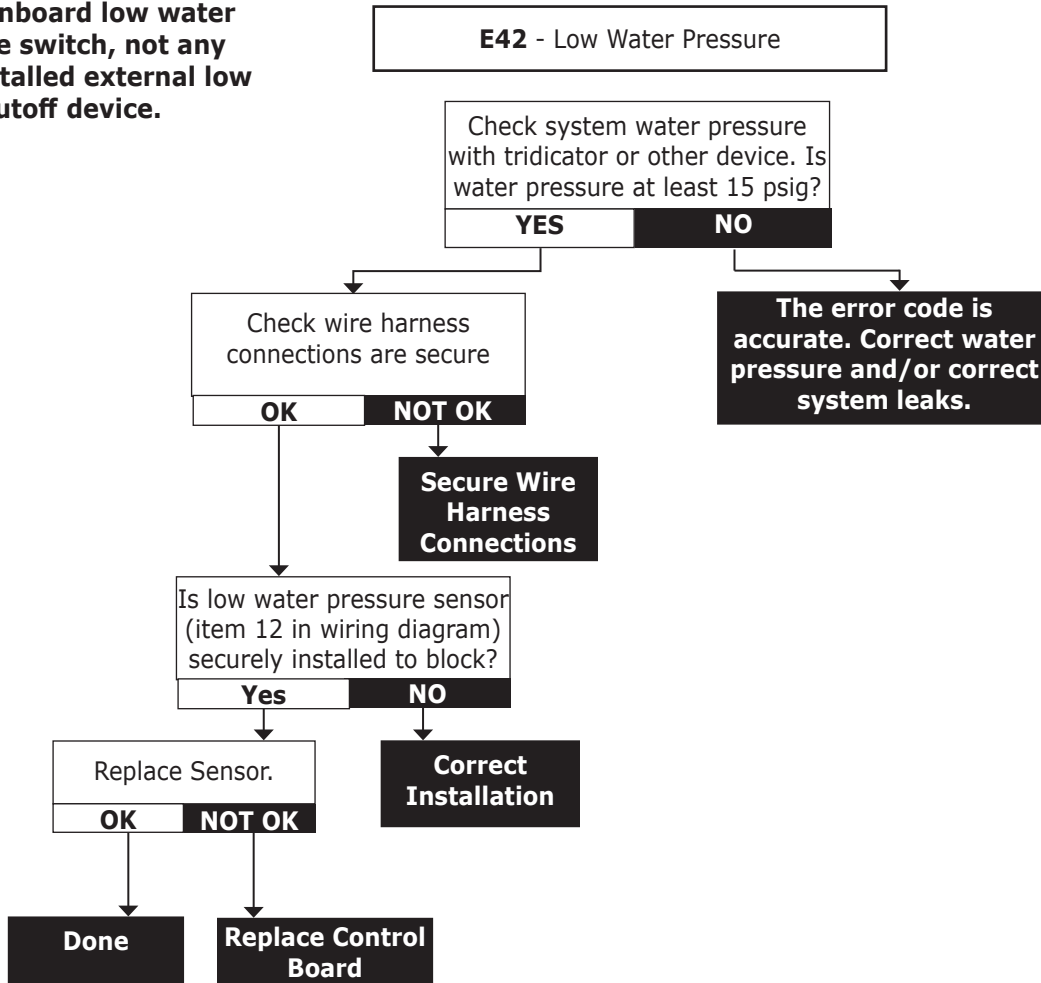 nboard low water
e switch, not any
talled external low
utoff device.
E42 - Low Water Pressure
Check system water pressure
with tridicator or other device. Is
water pressure at least 15 psig?
YES
NO
Check wire harness
connections are secure
The error code is
accurate. Correct water
pressure and/or correct
system leaks.
OK
NOT OK
Secure Wire
Harness
Connections
Is low water pressure sensor
(item 12 in wiring diagram)
securely installed to block?
Yes
NO
Replace Sensor.
Correct
Installation
OK
NOT OK
Done
Replace Control
Board